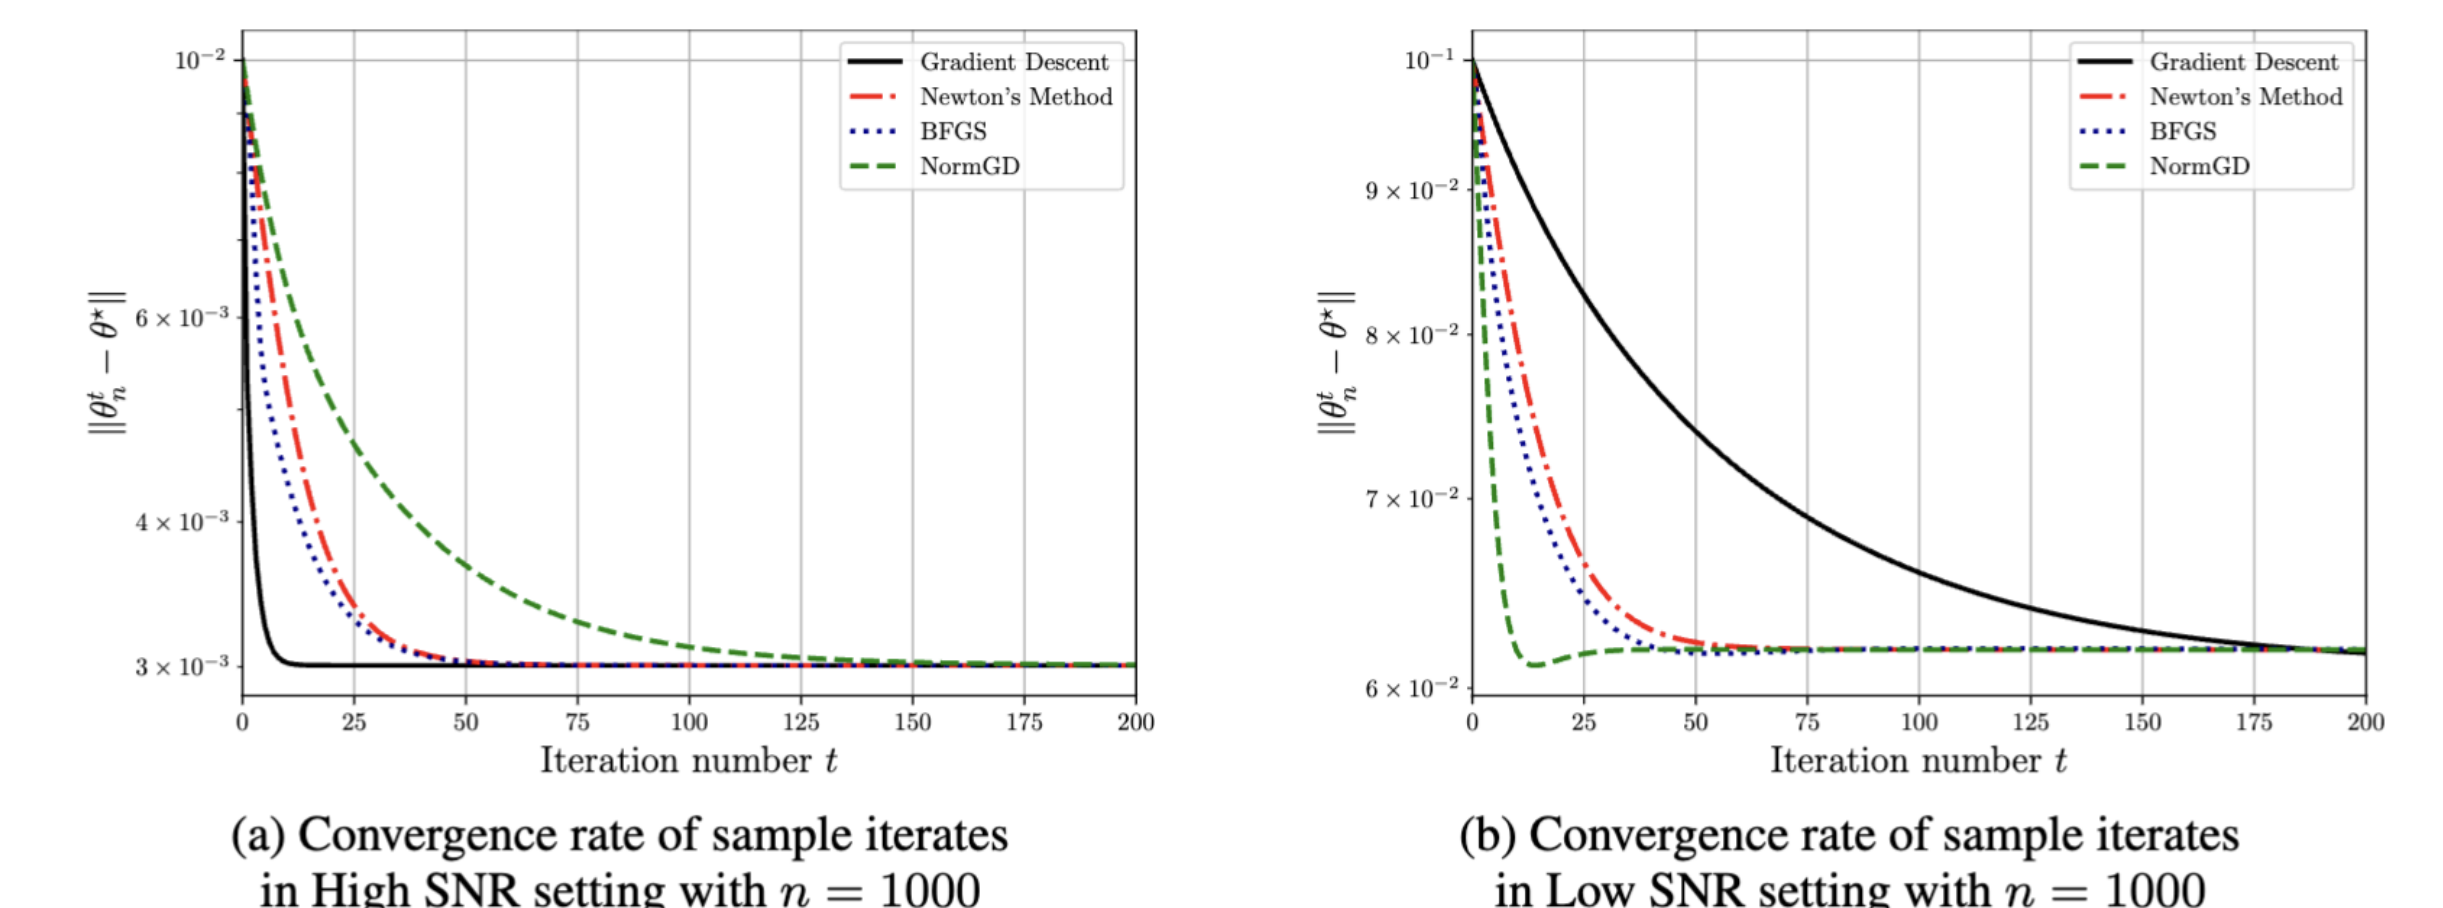 10⁻²
6 × 10⁻³
4 × 10⁻³
3 × 10⁻³
‖θₙᵗ − θ⋆‖
Gradient Descent
Newton's Method
BFGS
NormGD
0 25 50 75 100 125 150 175 200
Iteration number t
(a) Convergence rate of sample iterates
in High SNR setting with n = 1000
10⁻¹
9 × 10⁻²
8 × 10⁻²
7 × 10⁻²
6 × 10⁻²
‖θₙᵗ − θ⋆‖
Gradient Descent
Newton's Method
BFGS
NormGD
0 25 50 75 100 125 150 175 200
Iteration number t
(b) Convergence rate of sample iterates
in Low SNR setting with n = 1000